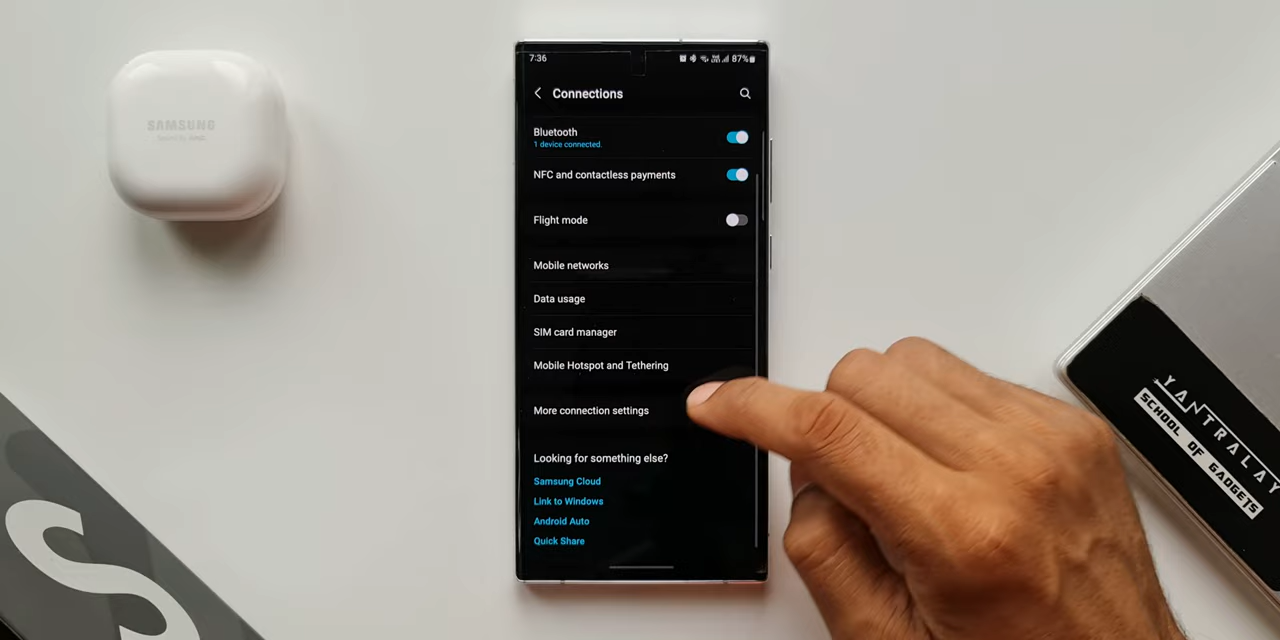 SAMSUNG
7:36
87%
Connections
Bluetooth
1 device connected.
NFC and contactless payments
Flight mode
Mobile networks
Data usage
SIM card manager
Mobile Hotspot and Tethering
More connection settings
Looking for something else?
Samsung Cloud
Link to Windows
Android Auto
Quick Share
S
YANTRALAY
SCHOOL OF GADGETS